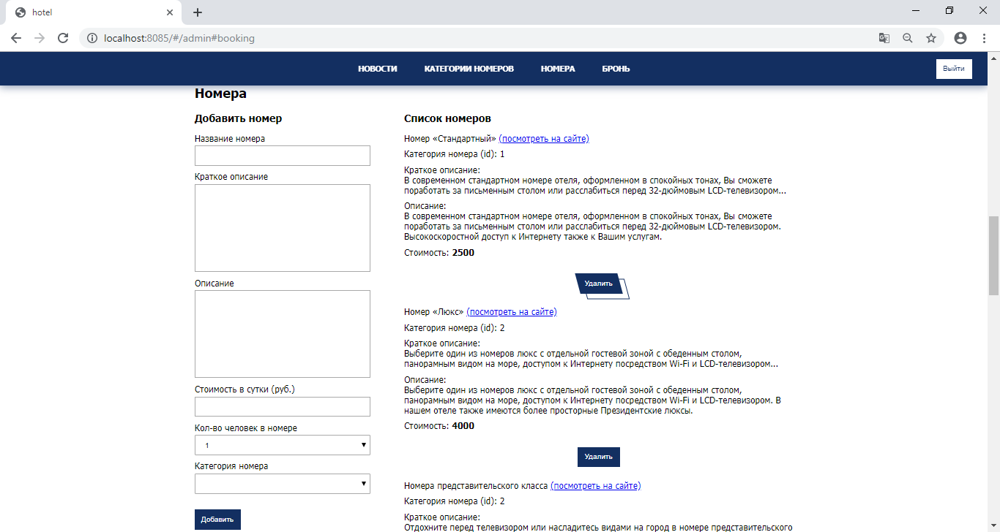 hotel
localhost:8085/#/admin#booking
НОВОСТИ КАТЕГОРИИ НОМЕРОВ НОМЕРА БРОНЬ Выйти
Номера
Добавить номер
Название номера
Краткое описание
Описание
Стоимость в сутки (руб.)
Кол-во человек в номере
1
Категория номера
Добавить
Список номеров
Номер «Стандартный» (посмотреть на сайте)
Категория номера (id): 1
Краткое описание:
В современном стандартном номере отеля, оформленном в спокойных тонах, Вы сможете
поработать за письменным столом или расслабиться перед 32-дюймовым LCD-телевизором...
Описание:
В современном стандартном номере отеля, оформленном в спокойных тонах, Вы сможете
поработать за письменным столом или расслабиться перед 32-дюймовым LCD-телевизором.
Высокоскоростной доступ к Интернету также к Вашим услугам.
Стоимость: 2500
Удалить
Номер «Люкс» (посмотреть на сайте)
Категория номера (id): 2
Краткое описание:
Выберите один из номеров люкс с отдельной гостевой зоной с обеденным столом,
панорамным видом на море, доступом к Интернету посредством Wi-Fi и LCD-телевизором...
Описание:
Выберите один из номеров люкс с отдельной гостевой зоной с обеденным столом,
панорамным видом на море, доступом к Интернету посредством Wi-Fi и LCD-телевизором. В
нашем отеле также имеются более просторные Президентские люксы.
Стоимость: 4000
Удалить
Номера представительского класса (посмотреть на сайте)
Категория номера (id): 2
Краткое описание:
Отдохните перед телевизором или насладитесь видами на город в номере представительского